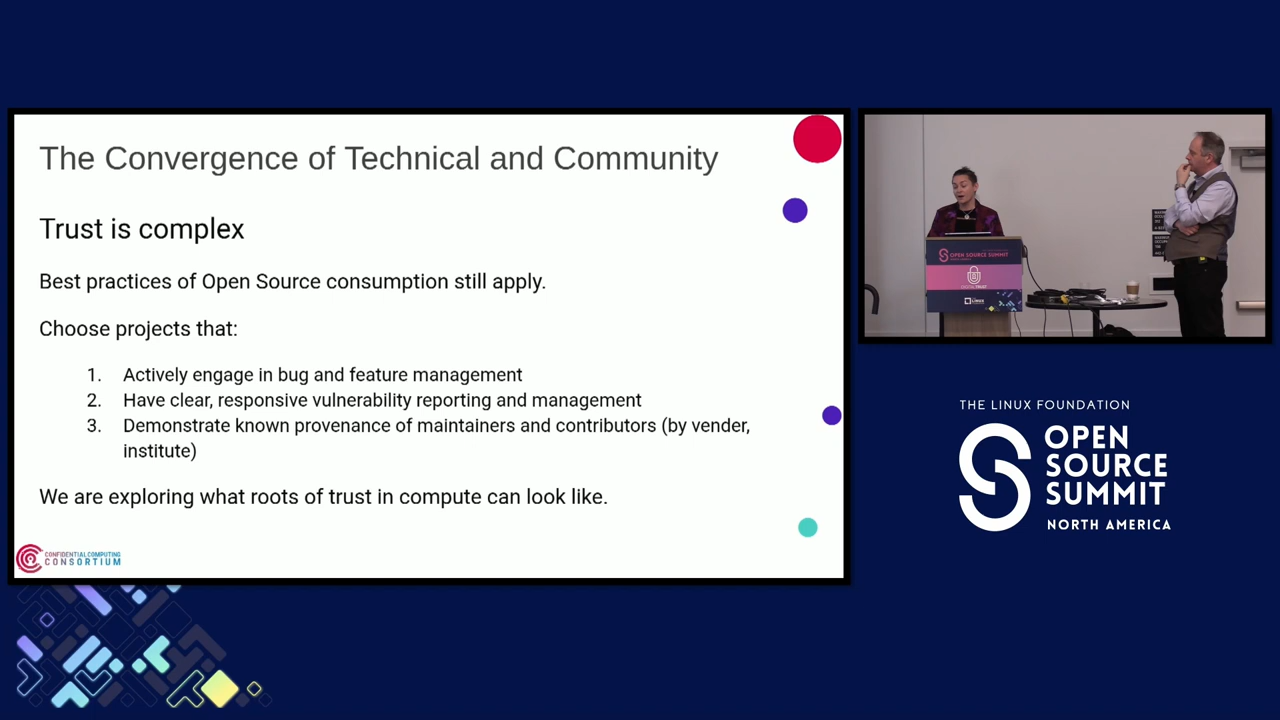 The Convergence of Technical and Community
Trust is complex
Best practices of Open Source consumption still apply.
Choose projects that:
1. Actively engage in bug and feature management
2. Have clear, responsive vulnerability reporting and management
3. Demonstrate known provenance of maintainers and contributors (by vender,
institute)
We are exploring what roots of trust in compute can look like.
CONFIDENTIAL COMPUTING
CONSORTIUM
OPEN SOURCE SUMMIT
THE LINUX FOUNDATION
OPEN
SOURCE
SUMMIT
NORTH AMERICA